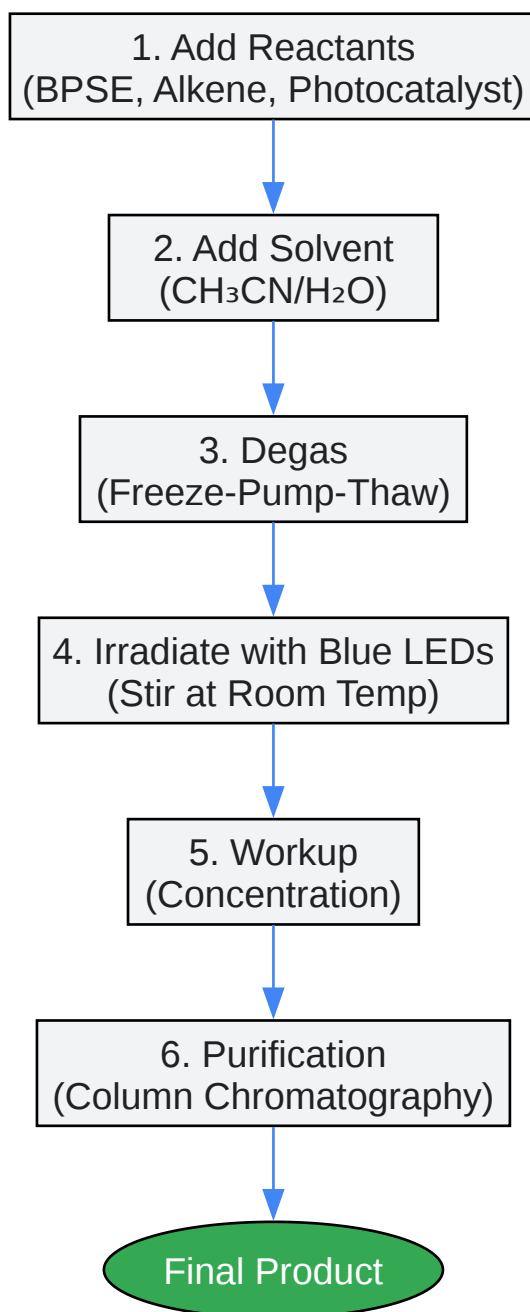 1. Add Reactants
(BPSE, Alkene, Photocatalyst)
2. Add Solvent
(CH₃CN/H₂O)
3. Degas
(Freeze-Pump-Thaw)
4. Irradiate with Blue LEDs
(Stir at Room Temp)
5. Workup
(Concentration)
6. Purification
(Column Chromatography)
Final Product